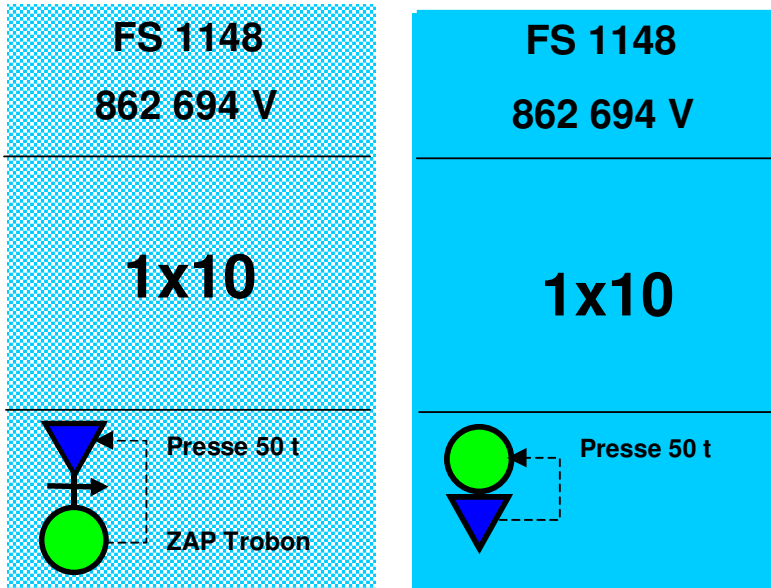 FS 1148
862 694 V
1x10
Presse 50 t
ZAP Trobon
FS 1148
862 694 V
1x10
Presse 50 t